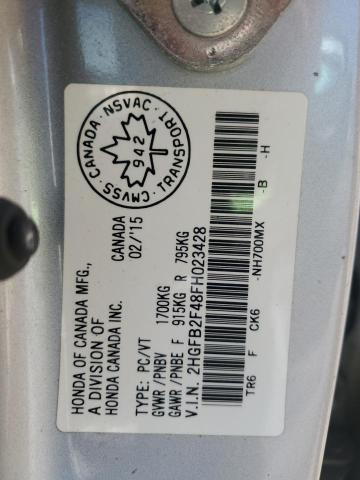 HONDA OF CANADA MFG.,
A DIVISION OF
HONDA CANADA INC.
CANADA
02/15
CANADA · NSVAC · TRANSPORT · CMVSS ·
942
TYPE: PC/VT
GVWR /PNBV 1700KG
GAWR /PNBE F 915KG R 795KG
V.I.N. 2HGFB2F48FH023428
TR6 F CK6 -NH700MX -B -H